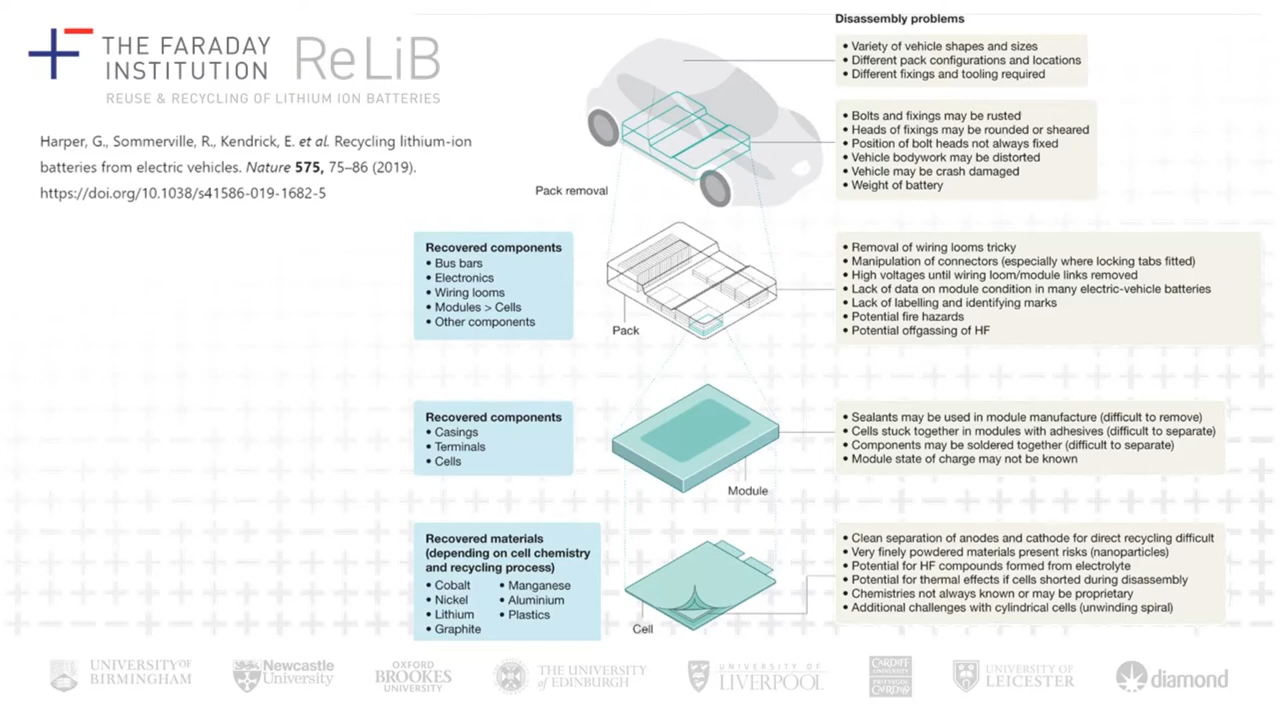 THE FARADAY
INSTITUTION
ReLiB
REUSE & RECYCLING OF LITHIUM ION BATTERIES
Harper, G., Sommerville, R., Kendrick, E. et al. Recycling lithium-ion
batteries from electric vehicles. Nature 575, 75–86 (2019).
https://doi.org/10.1038/s41586-019-1682-5
Disassembly problems
• Variety of vehicle shapes and sizes
• Different pack configurations and locations
• Different fixings and tooling required
• Bolts and fixings may be rusted
• Heads of fixings may be rounded or sheared
• Position of bolt heads not always fixed
• Vehicle bodywork may be distorted
• Vehicle may be crash damaged
• Weight of battery
Pack removal
Recovered components
• Bus bars
• Electronics
• Wiring looms
• Modules > Cells
• Other components
Pack
• Removal of wiring looms tricky
• Manipulation of connectors (especially where locking tabs fitted)
• High voltages until wiring loom/module links removed
• Lack of data on module condition in many electric-vehicle batteries
• Lack of labelling and identifying marks
• Potential fire hazards
• Potential offgassing of HF
Recovered components
• Casings
• Terminals
• Cells
Module
• Sealants may be used in module manufacture (difficult to remove)
• Cells stuck together in modules with adhesives (difficult to separate)
• Components may be soldered together (difficult to separate)
• Module state of charge may not be known
Recovered materials
(depending on cell chemistry
and recycling process)
• Cobalt
• Nickel
• Lithium
• Graphite
• Manganese
• Aluminium
• Plastics
Cell
• Clean separation of anodes and cathode for direct recycling difficult
• Very finely powdered materials present risks (nanoparticles)
• Potential for HF compounds formed from electrolyte
• Potential for thermal effects if cells shorted during disassembly
• Chemistries not always known or may be proprietary
• Additional challenges with cylindrical cells (unwinding spiral)
UNIVERSITY OF
BIRMINGHAM
Newcastle
University
OXFORD
BROOKES
UNIVERSITY
THE UNIVERSITY
of EDINBURGH
UNIVERSITY OF
LIVERPOOL
CARDIFF
UNIVERSITY
PRIFYSGOL
CAERDYDD
UNIVERSITY OF
LEICESTER
diamond